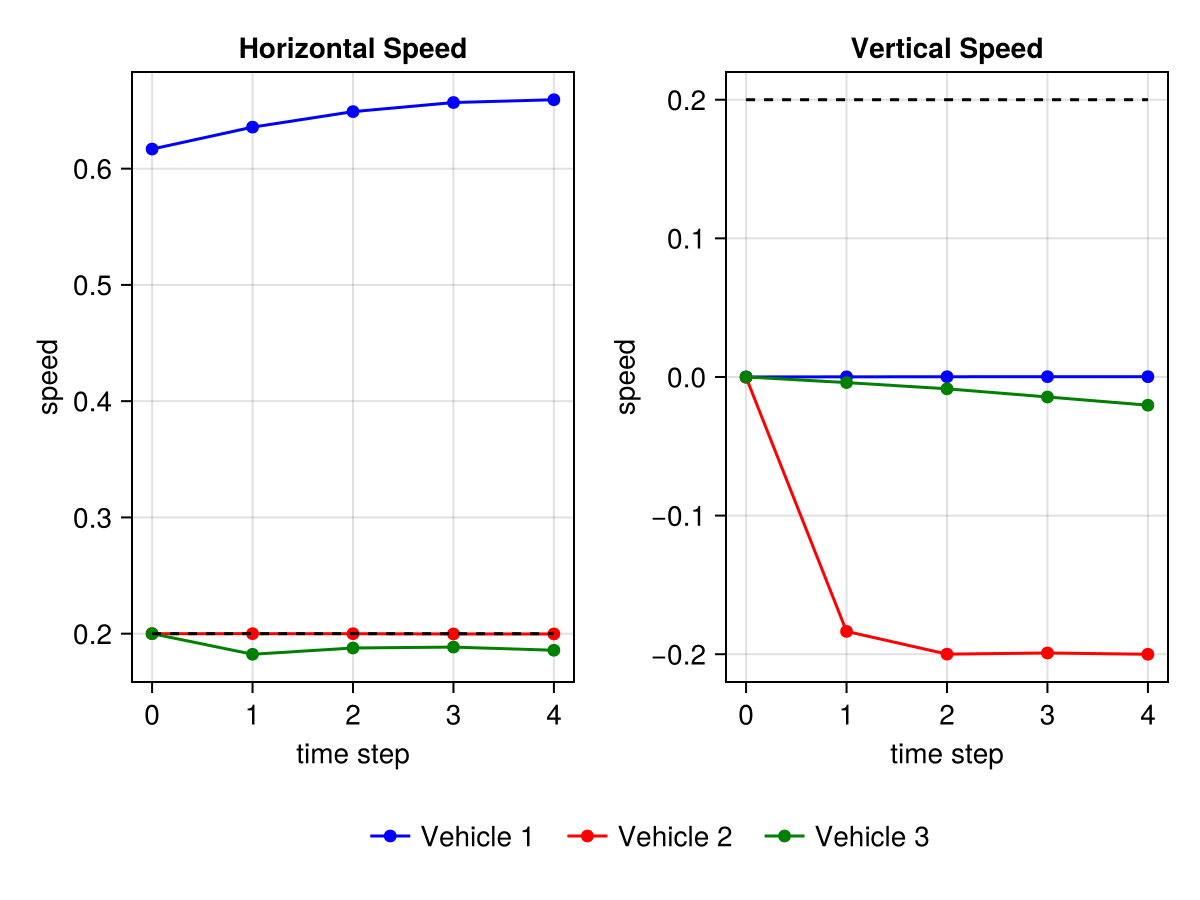 Horizontal Speed
speed
0.6
0.5
0.4
0.3
0.2
0 1 2 3 4
time step
Vertical Speed
speed
0.2
0.1
0.0
−0.1
−0.2
0 1 2 3 4
time step
Vehicle 1 Vehicle 2 Vehicle 3